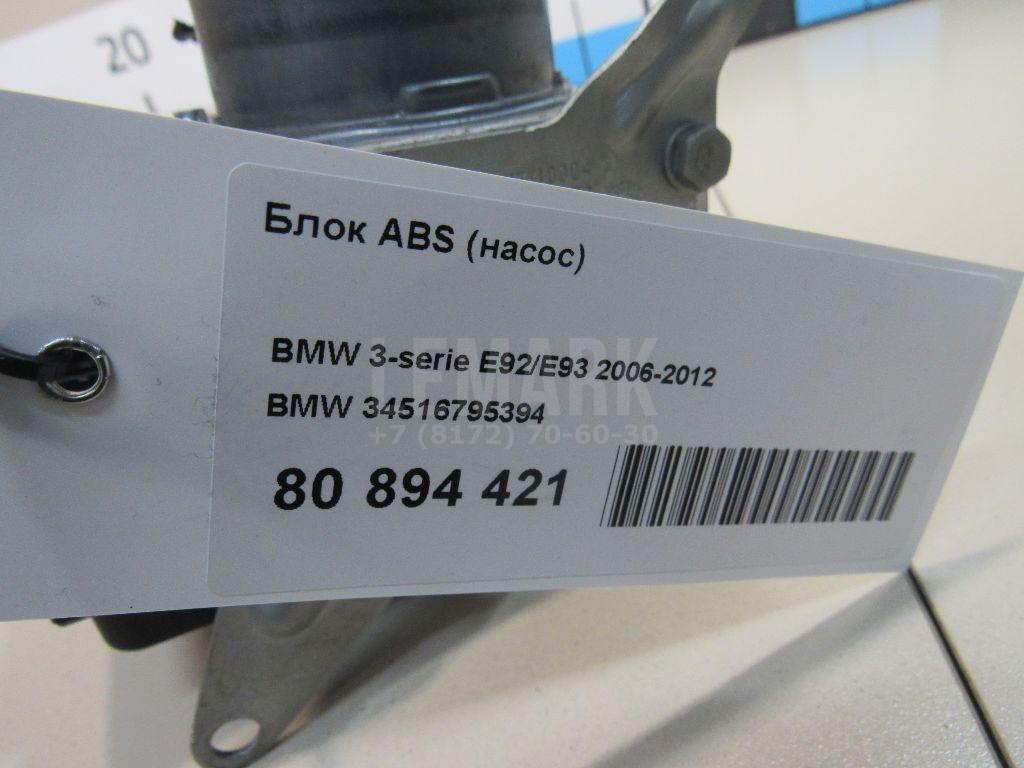 20
Блок ABS (насос)
BMW 3-serie E92/E93 2006-2012
BMW 34516795394
LEMARK
+7 (8172) 70-60-30
80 894 421